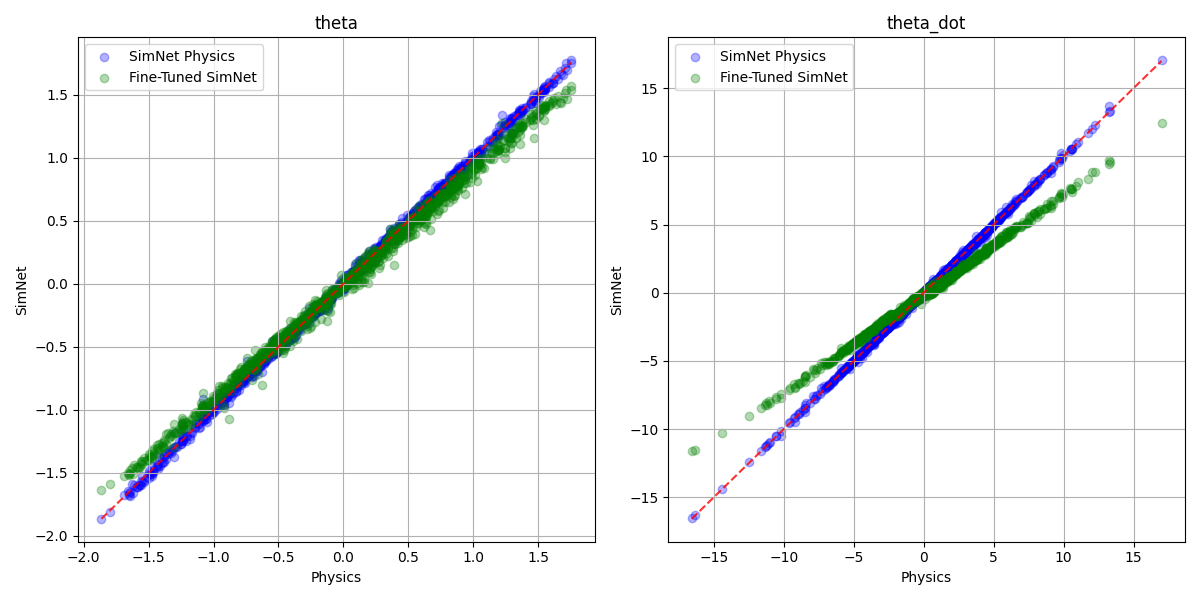 theta
SimNet Physics
Fine-Tuned SimNet
SimNet
1.5
1.0
0.5
0.0
−0.5
−1.0
−1.5
−2.0
−2.0 −1.5 −1.0 −0.5 0.0 0.5 1.0 1.5
Physics
theta_dot
SimNet Physics
Fine-Tuned SimNet
SimNet
15
10
5
0
−5
−10
−15
−15 −10 −5 0 5 10 15
Physics